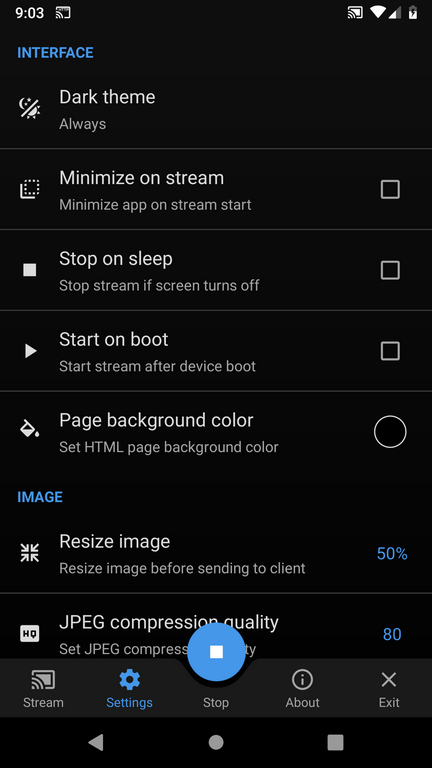 9:03
INTERFACE
Dark theme
Always
Minimize on stream
Minimize app on stream start
Stop on sleep
Stop stream if screen turns off
Start on boot
Start stream after device boot
Page background color
Set HTML page background color
IMAGE
Resize image
Resize image before sending to client
50%
HQ
JPEG compression quality
Set JPEG compress ty
80
Stream
Settings
Stop
About
Exit